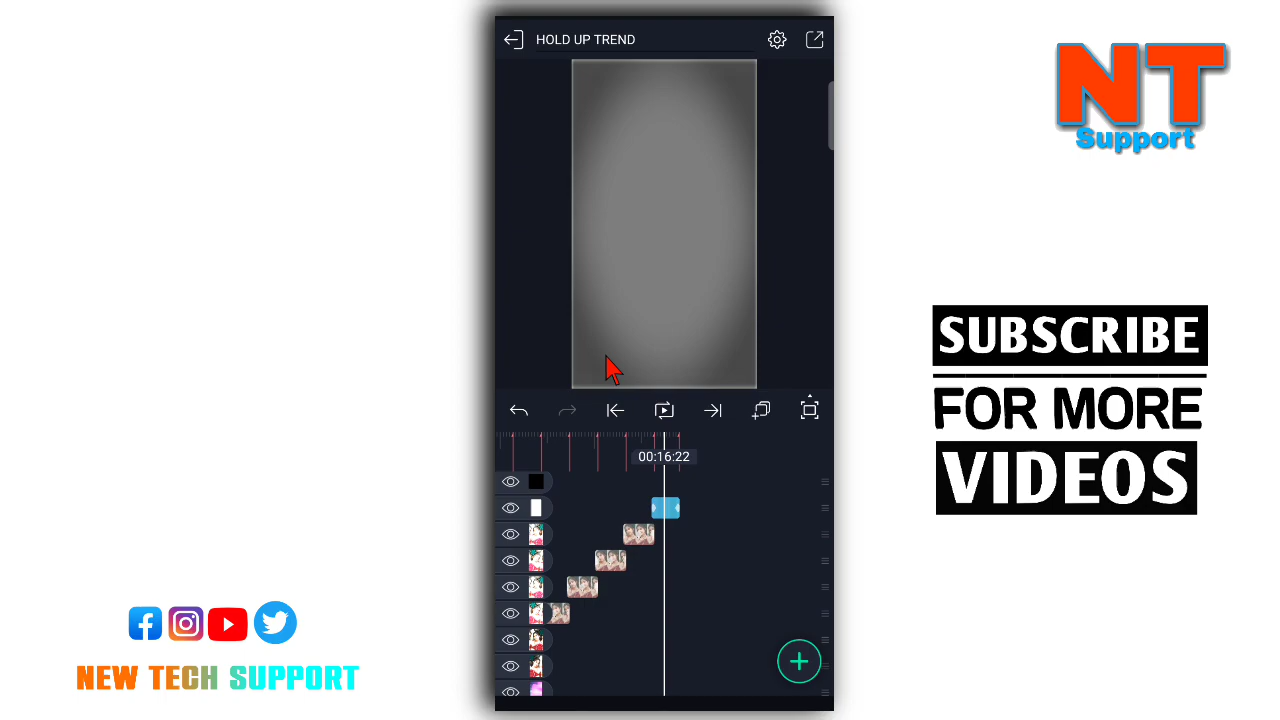 HOLD UP TREND
NT
Support
00:16:22
SUBSCRIBE
FOR MORE
VIDEOS
NEW TECH SUPPORT